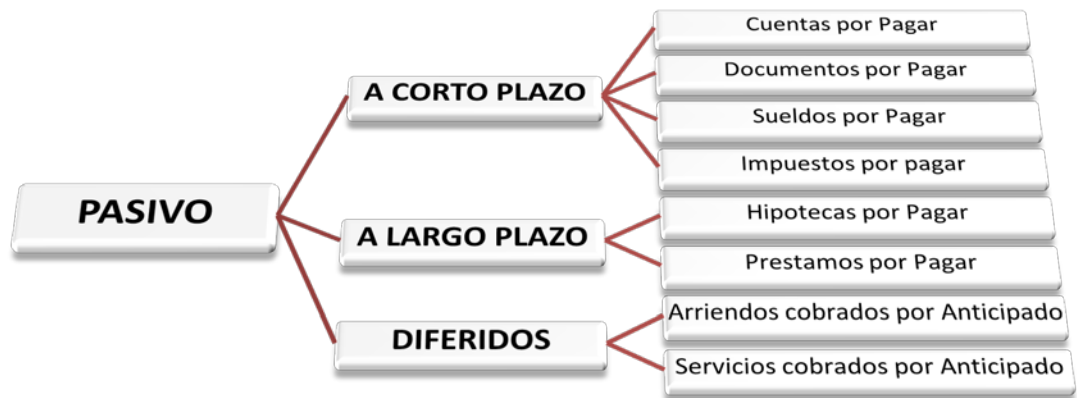 PASIVO
A CORTO PLAZO
Cuentas por Pagar
Documentos por Pagar
Sueldos por Pagar
Impuestos por pagar
A LARGO PLAZO
Hipotecas por Pagar
Prestamos por Pagar
DIFERIDOS
Arriendos cobrados por Anticipado
Servicios cobrados por Anticipado